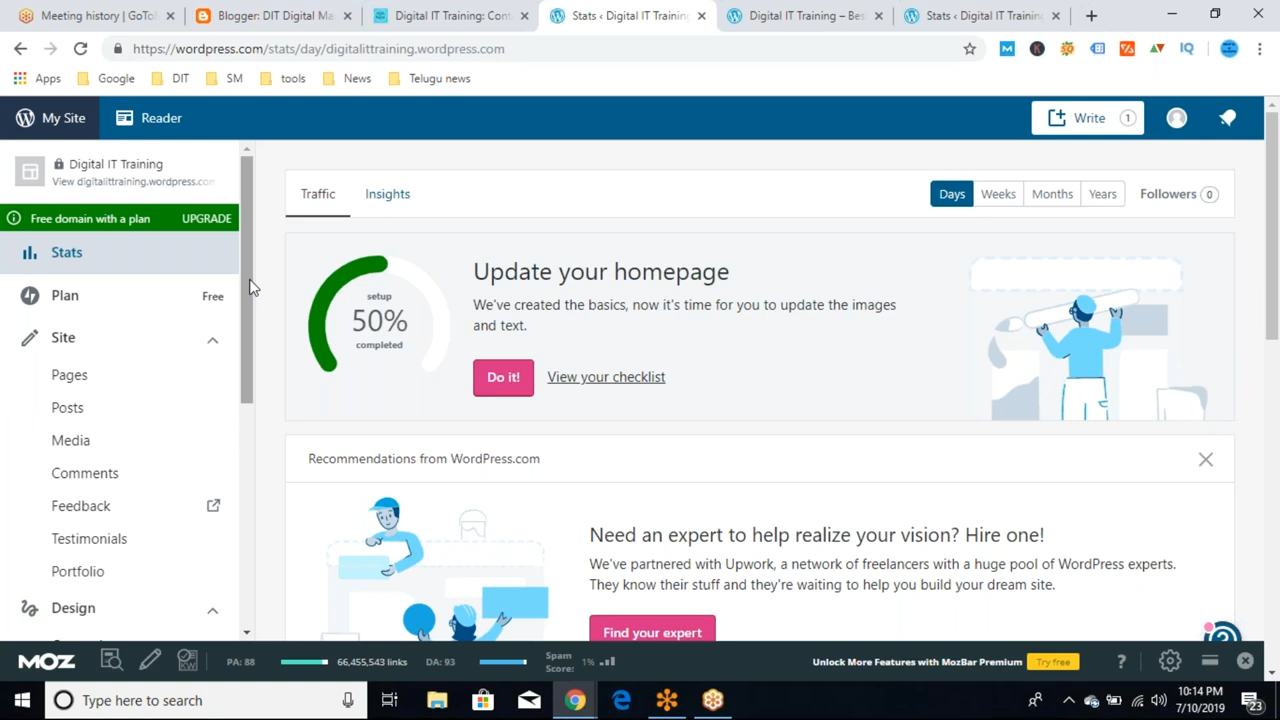 Meeting history | GoTo
Blogger: DIT Digital Ma
Digital IT Training: Cont
Stats ‹ Digital IT Training
Digital IT Training – Bes
Stats ‹ Digital IT Training
https://wordpress.com/stats/day/digitalittraining.wordpress.com
Apps
Google
DIT
SM
tools
News
Telugu news
My Site
Reader
Write
1
Digital IT Training
View digitalittraining.wordpress.com
Free domain with a plan
UPGRADE
Stats
Plan
Free
Site
Pages
Posts
Media
Comments
Feedback
Testimonials
Portfolio
Design
Traffic
Insights
Days
Weeks
Months
Years
Followers 0
setup
50%
completed
Update your homepage
We've created the basics, now it's time for you to update the images
and text.
Do it!
View your checklist
Recommendations from WordPress.com
Need an expert to help realize your vision? Hire one!
We've partnered with Upwork, a network of freelancers with a huge pool of WordPress experts.
They know their stuff and they're waiting to help you build your dream site.
Find your expert
MOZ
PA: 88
66,455,543 links
DA: 93
Spam
Score:
1%
Unlock More Features with MozBar Premium
Try free
?
Type here to search
10:14 PM
7/10/2019
23